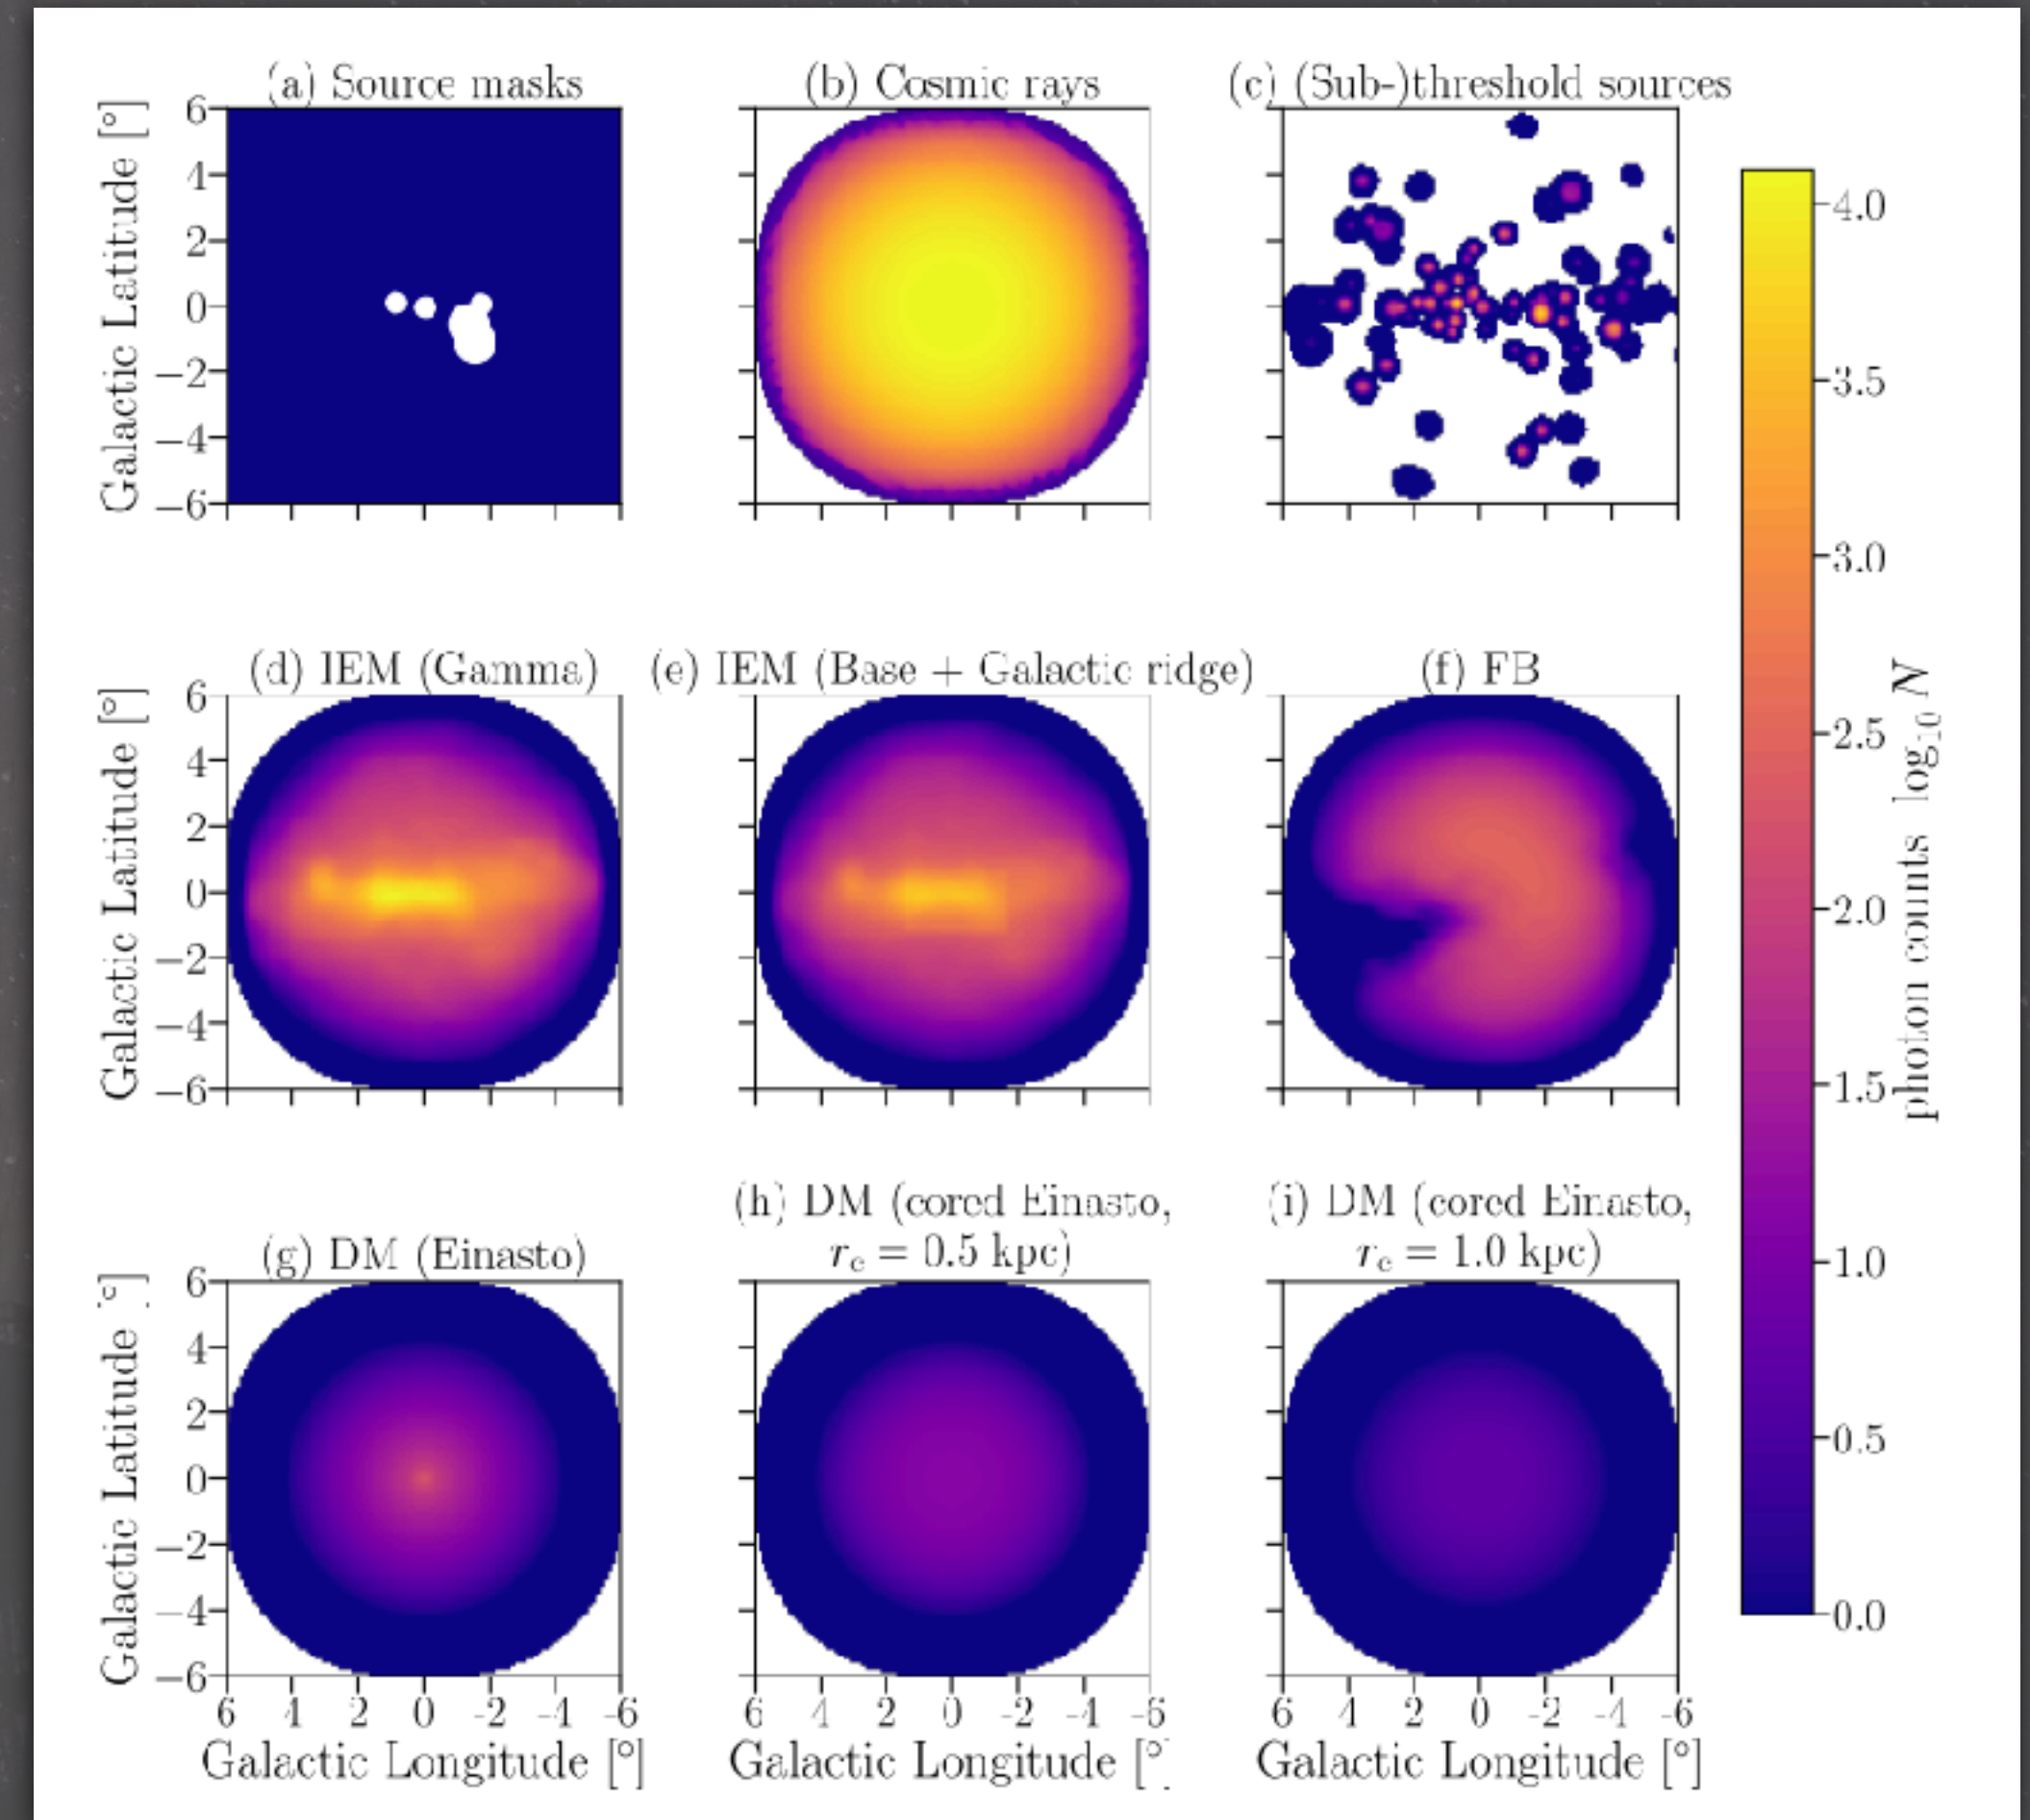 (a) Source masks
(b) Cosmic rays
(c) (Sub-)threshold sources
Galactic Latitude [°]
6
4
2
0
−2
−4
−6
(d) IEM (Gamma)
(e) IEM (Base + Galactic ridge)
(f) FB
Galactic Latitude [°]
6
4
2
0
−2
−4
−6
(g) DM (Einasto)
(h) DM (cored Einasto,
r_c = 0.5 kpc)
(i) DM (cored Einasto,
r_c = 1.0 kpc)
Galactic Latitude [°]
6
4
2
0
−2
−4
−6
6 4 2 0 -2 -4 -6
6 4 2 0 -2 -4 -6
6 4 2 0 -2 -4 -6
Galactic Longitude [°]
Galactic Longitude [°]
Galactic Longitude [°]
4.0
3.5
3.0
2.5
2.0
1.5
1.0
0.5
0.0
photon counts log₁₀ N